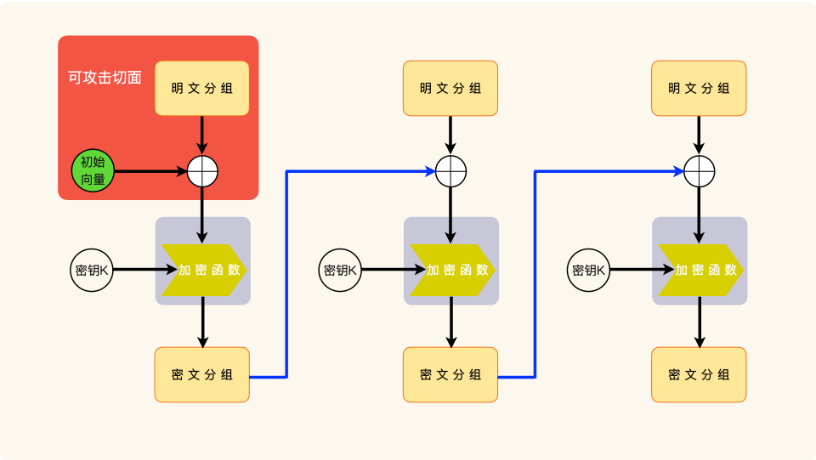 可攻击切面
明文分组
明文分组
明文分组
初始
向量
密钥K
加密函数
密钥K
加密函数
密钥K
加密函数
密文分组
密文分组
密文分组